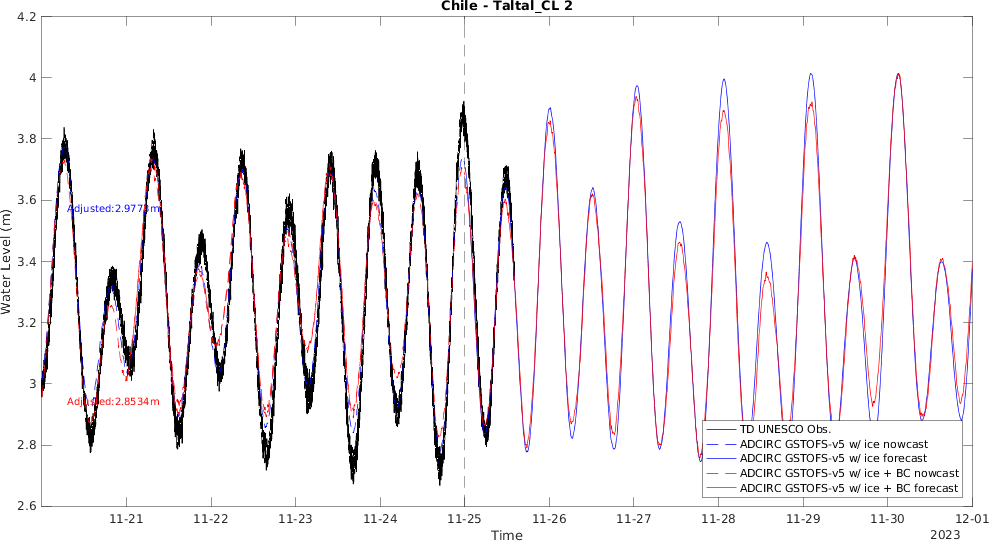 Chile - Taltal_CL 2
Water Level (m)
4.2
4
3.8
3.6
3.4
3.2
3
2.8
2.6
Adjusted:2.9773m
Adjusted:2.8534m
TD UNESCO Obs.
ADCIRC GSTOFS-v5 w/ ice nowcast
ADCIRC GSTOFS-v5 w/ ice forecast
ADCIRC GSTOFS-v5 w/ ice + BC nowcast
ADCIRC GSTOFS-v5 w/ ice + BC forecast
11-21 11-22 11-23 11-24 11-25 11-26 11-27 11-28 11-29 11-30 12-01
Time
2023